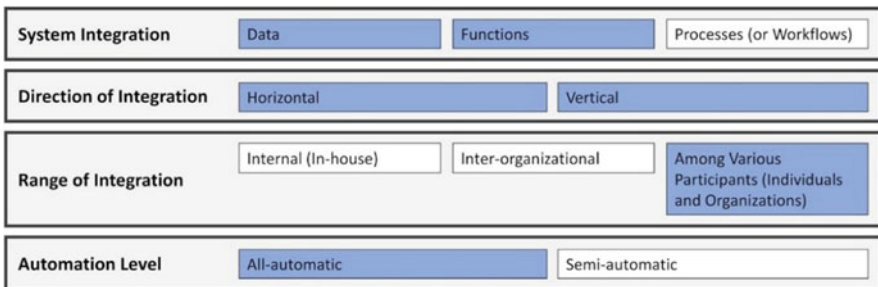 System Integration
Data
Functions
Processes (or Workflows)
Direction of Integration
Horizontal
Vertical
Range of Integration
Internal (In-house)
Inter-organizational
Among Various
Participants (Individuals
and Organizations)
Automation Level
All-automatic
Semi-automatic